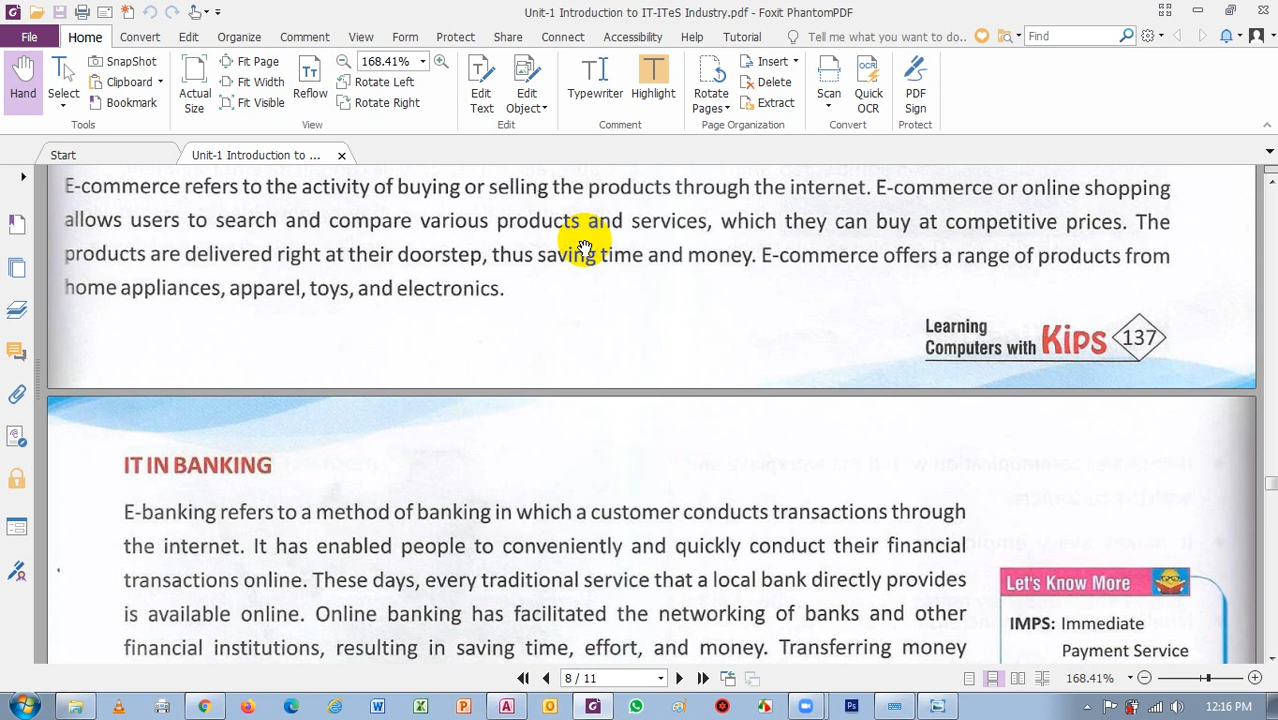 Unit-1 Introduction to IT-ITeS Industry.pdf - Foxit PhantomPDF
File Home Convert Edit Organize Comment View Form Protect Share Connect Accessibility Help Tutorial Tell me what you want to do.. Find
Hand
Select
SnapShot
Clipboard
Bookmark
Tools
Actual Size
Fit Page
Fit Width
Fit Visible
Reflow
168.41%
Rotate Left
Rotate Right
View
Edit Text
Edit Object
Edit
Typewriter
Highlight
Comment
Rotate Pages
Insert
Delete
Extract
Page Organization
Scan
Quick OCR
Convert
PDF Sign
Protect
Start
Unit-1 Introduction to ...
E-commerce refers to the activity of buying or selling the products through the internet. E-commerce or online shopping
allows users to search and compare various products and services, which they can buy at competitive prices. The
products are delivered right at their doorstep, thus saving time and money. E-commerce offers a range of products from
home appliances, apparel, toys, and electronics.
Learning
Computers with Kips 137
IT IN BANKING
E-banking refers to a method of banking in which a customer conducts transactions through
the internet. It has enabled people to conveniently and quickly conduct their financial
transactions online. These days, every traditional service that a local bank directly provides
is available online. Online banking has facilitated the networking of banks and other
financial institutions, resulting in saving time, effort, and money. Transferring money
Let's Know More
IMPS: Immediate
Payment Service
8 / 11
168.41%
12:16 PM